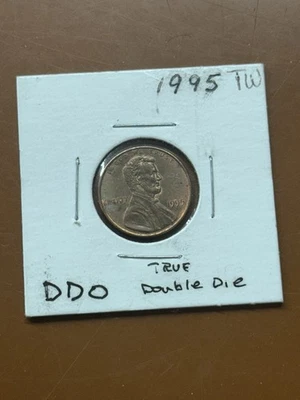 1995 TW
TRUE
DDO Double Die